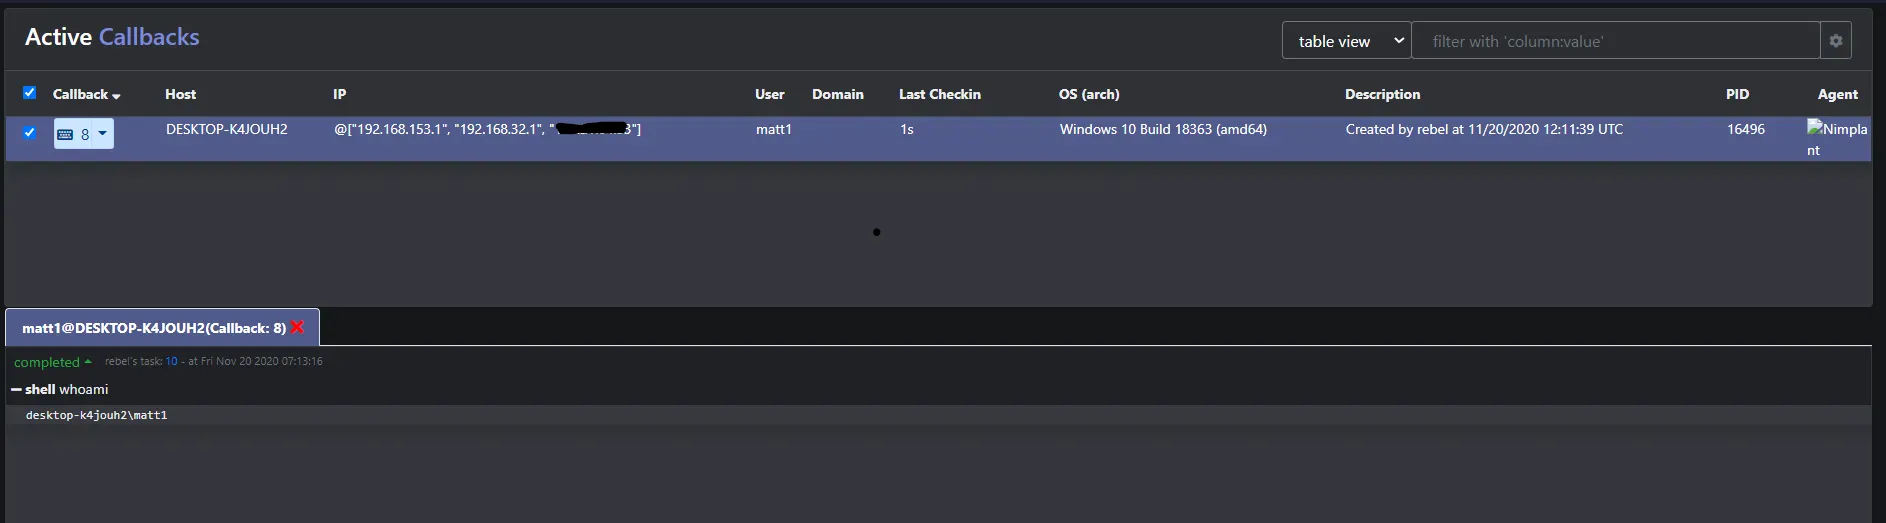 Active Callbacks
table view
filter with 'column:value'
Callback Host IP User Domain Last Checkin OS (arch) Description PID Agent
8 DESKTOP-K4JOUH2 @["192.168.153.1", "192.168.32.1", " 3"] matt1 1s Windows 10 Build 18363 (amd64) Created by rebel at 11/20/2020 12:11:39 UTC 16496 Nimpla
nt
matt1@DESKTOP-K4JOUH2(Callback: 8)
completed rebel's task: 10 - at Fri Nov 20 2020 07:13:16
shell whoami
desktop-k4jouh2\matt1